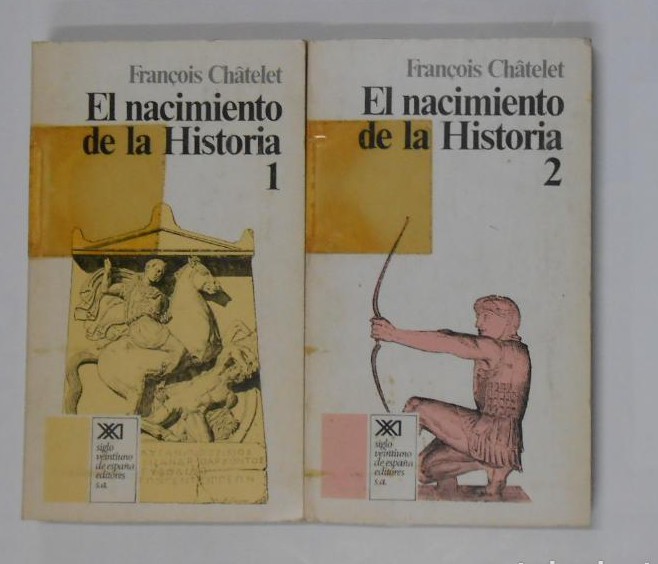 François Châtelet
El nacimiento
de la Historia
1
XXI
siglo
veintiuno
de españa
editores
s.a.
François Châtelet
El nacimiento
de la Historia
2
XXI
siglo
veintiuno
de españa
editores
s.a.